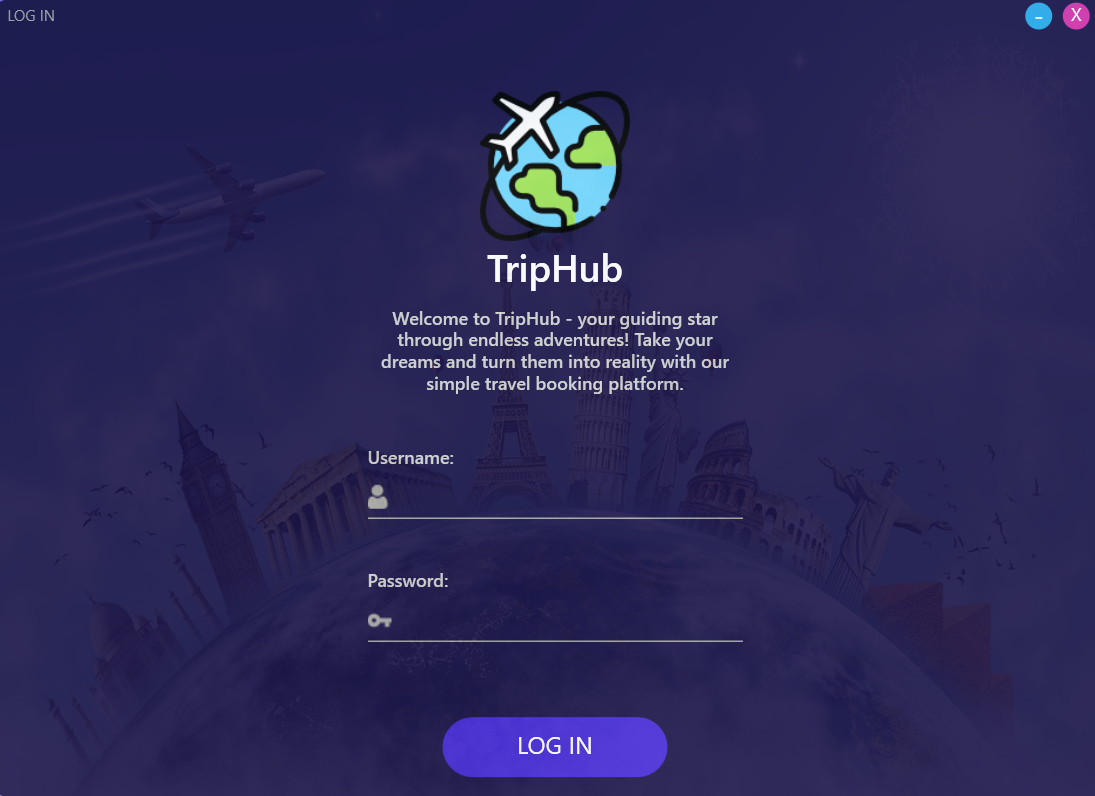 LOG IN
–
X
TripHub
Welcome to TripHub - your guiding star
through endless adventures! Take your
dreams and turn them into reality with our
simple travel booking platform.
Username:
Password:
LOG IN